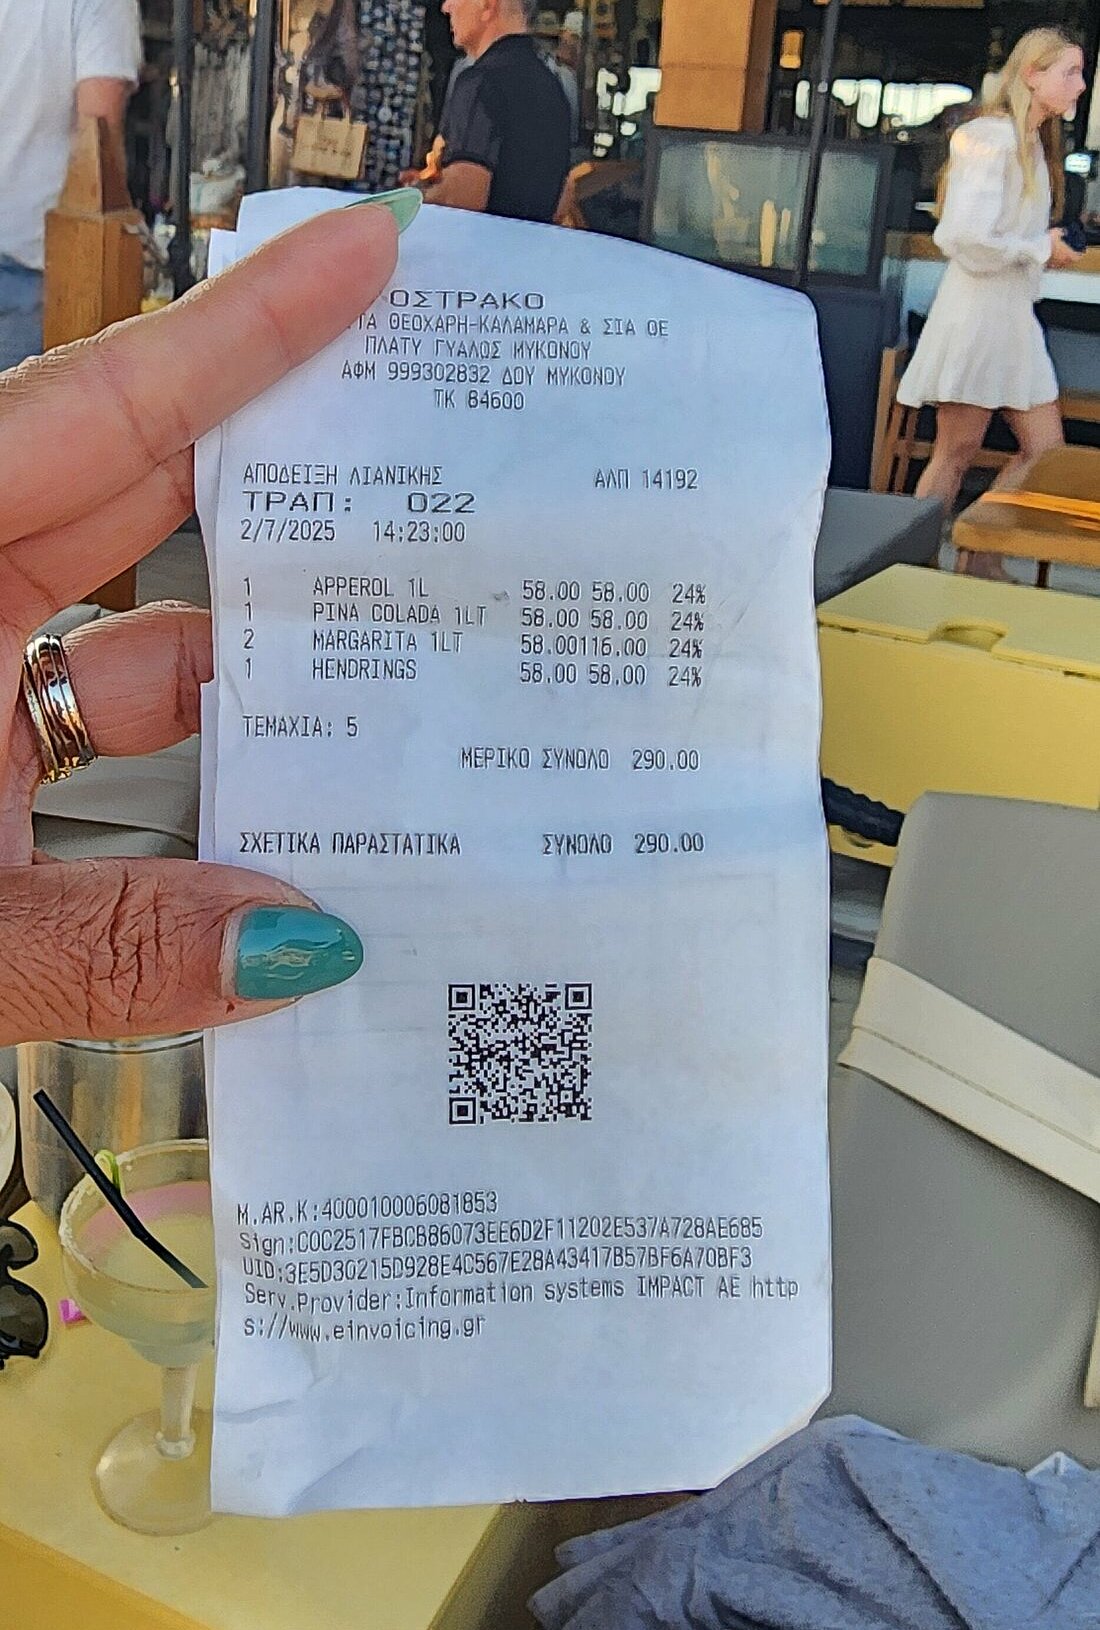 ΟΣΤΡΑΚΟ
ΘΕΟΧΑΡΗ-ΚΑΛΑΜΑΡΑ & ΣΙΑ ΟΕ
ΠΛΑΤΥ ΓΥΑΛΟΣ ΜΥΚΟΝΟΥ
ΑΦΜ 999302832 ΔΟΥ ΜΥΚΟΝΟΥ
ΤΚ 84600
ΑΠΟΔΕΙΞΗ ΛΙΑΝΙΚΗΣ ΑΛΠ 14192
ΤΡΑΠ: 022
2/7/2025 14:23:00
1 APPEROL 1L 58.00 58.00 24%
1 PINA COLADA 1LT 58.00 58.00 24%
2 MARGARITA 1LT 58.00116.00 24%
1 HENDRINGS 58.00 58.00 24%
ΤΕΜΑΧΙΑ: 5
ΜΕΡΙΚΟ ΣΥΝΟΛΟ 290.00
ΣΧΕΤΙΚΑ ΠΑΡΑΣΤΑΤΙΚΑ ΣΥΝΟΛΟ 290.00
M.AR.K:400010006081853
Sign:C0C2517FBCB86073EE6D2F11202E537A728AE685
UID:3E5D30215D928E4C567E28A43417B57BF6A70BF3
Serv.Provider:Information systems IMPACT AE http
s://www.einvoicing.gr